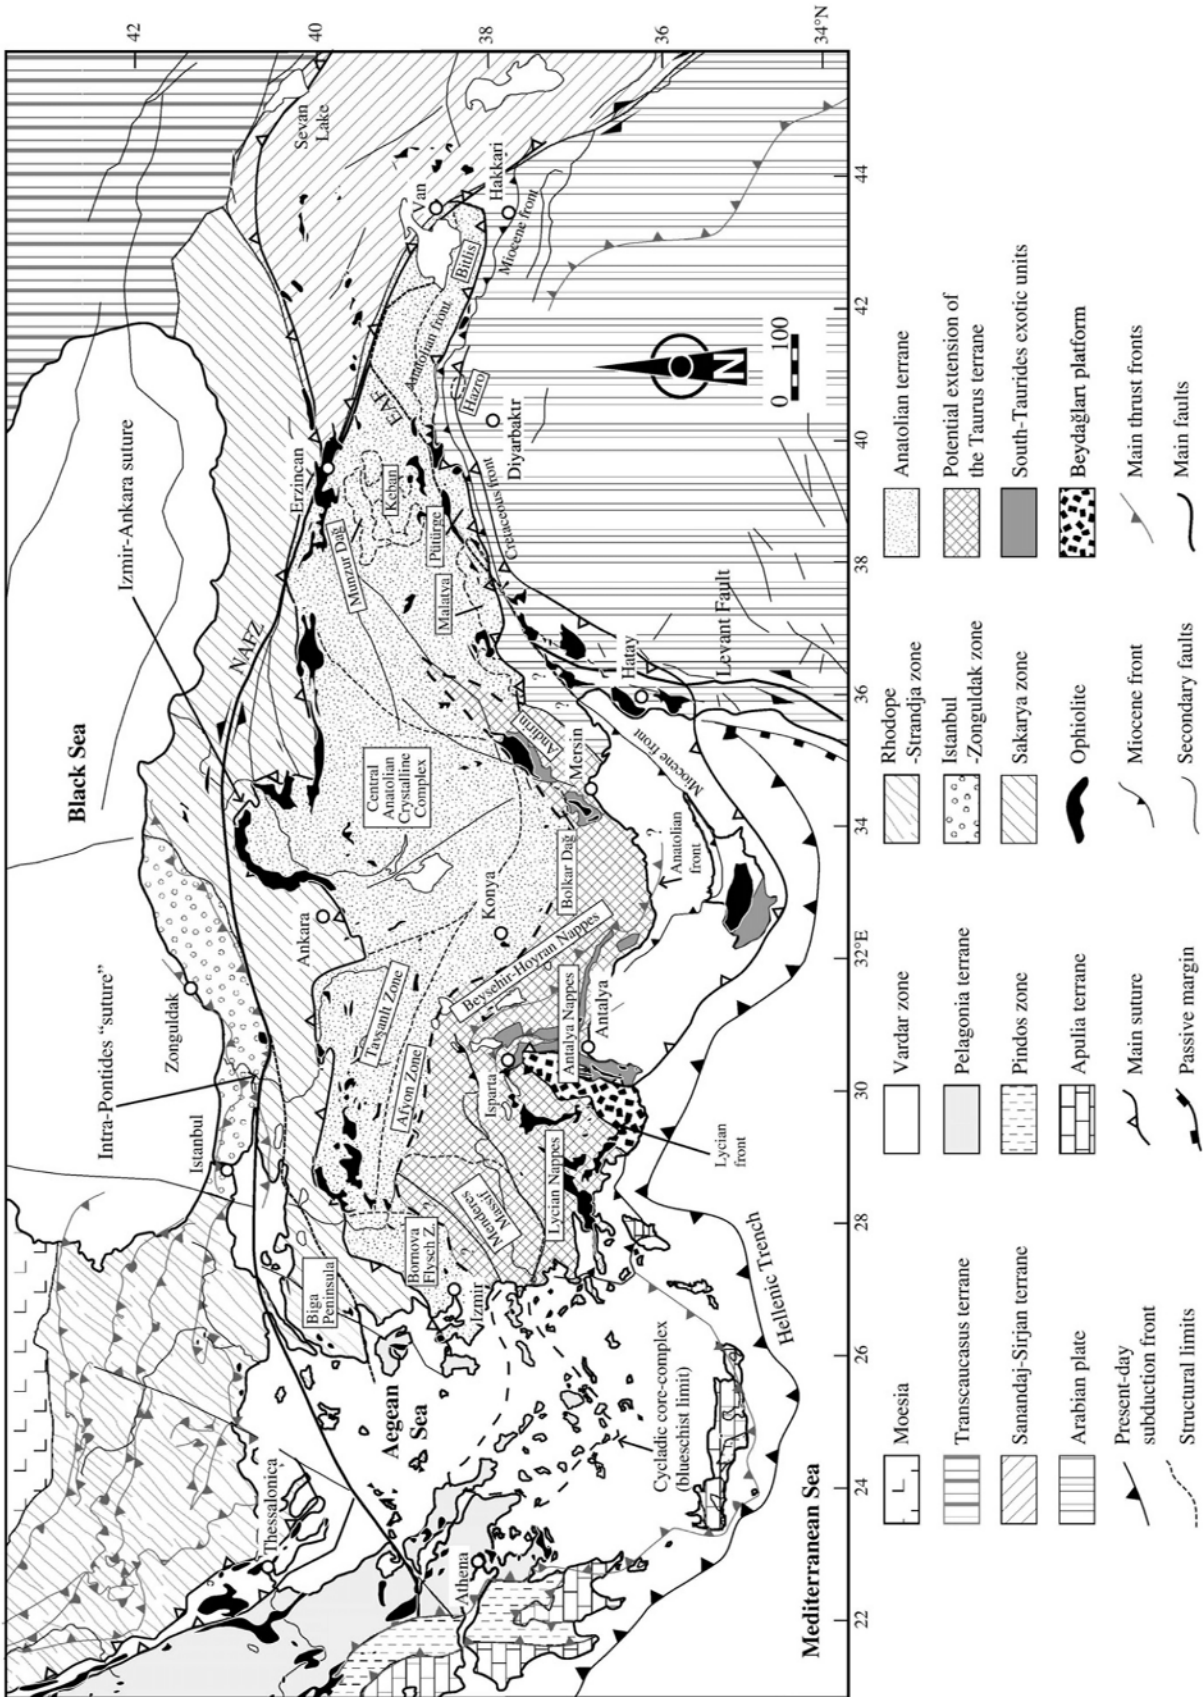 42
40
38
36
34°N
Black Sea
Izmir-Ankara suture
Intra-Pontides “suture”
Sevan
Lake
Zonguldak
Istanbul
Thessalonica
NAFZ
Erzincan
Ankara
Biga
Peninsula
Munzur Dağ
Keban
EAF
Anatolian front
Van
Bitlis
Hakkari
Miocene front
Hazro
Diyarbakır
Cretaceous front
Pütürge
Malatya
Central
Anatolian
Crystalline
Complex
Tavşanlı Zone
Afyon Zone
Bornova
Flysch Z.
Izmir
Aegean
Sea
Athena
Konya
Andırın
?
?
Hatay
Levant Fault
Mersin
Miocene front
Bolkar Dağ
?
Anatolian
front
Beyşehir-Hoyran Nappes
Antalya Nappes
Antalya
Isparta
Menderes
Massif
?
?
Lycian Nappes
Lycian
front
Hellenic Trench
Cycladic core-complex
(blueschist limit)
Mediterranean Sea
N
0 100
22
24
26
28
30
32°E
34
36
38
40
42
44
Moesia
Transcaucasus terrane
Sanandaj-Sirjan terrane
Arabian plate
Present-day
subduction front
Structural limits
Vardar zone
Pelagonia terrane
Pindos zone
Apulia terrane
Main suture
Passive margin
Rhodope
-Strandja zone
Istanbul
-Zonguldak zone
Sakarya zone
Ophiolite
Miocene front
Secondary faults
Anatolian terrane
Potential extension of
the Taurus terrane
South-Taurides exotic units
Beydağları platform
Main thrust fronts
Main faults